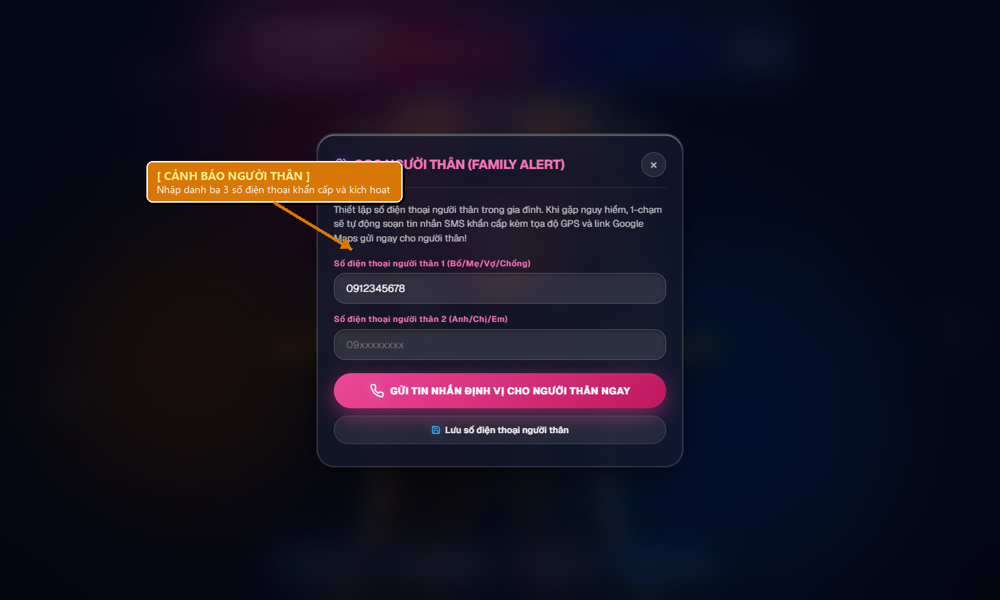 NGƯỜI THÂN (FAMILY ALERT)
[ CẢNH BÁO NGƯỜI THÂN ]
Nhập danh bạ 3 số điện thoại khẩn cấp và kích hoạt
Thiết lập số điện thoại người thân trong gia đình. Khi gặp nguy hiểm, 1-chạm
sẽ tự động soạn tin nhắn SMS khẩn cấp kèm tọa độ GPS và link Google
Maps gửi ngay cho người thân!
Số điện thoại người thân 1 (Bố/Mẹ/Vợ/Chồng)
0912345678
Số điện thoại người thân 2 (Anh/Chị/Em)
09xxxxxxxx
GỬI TIN NHẮN ĐỊNH VỊ CHO NGƯỜI THÂN NGAY
Lưu số điện thoại người thân